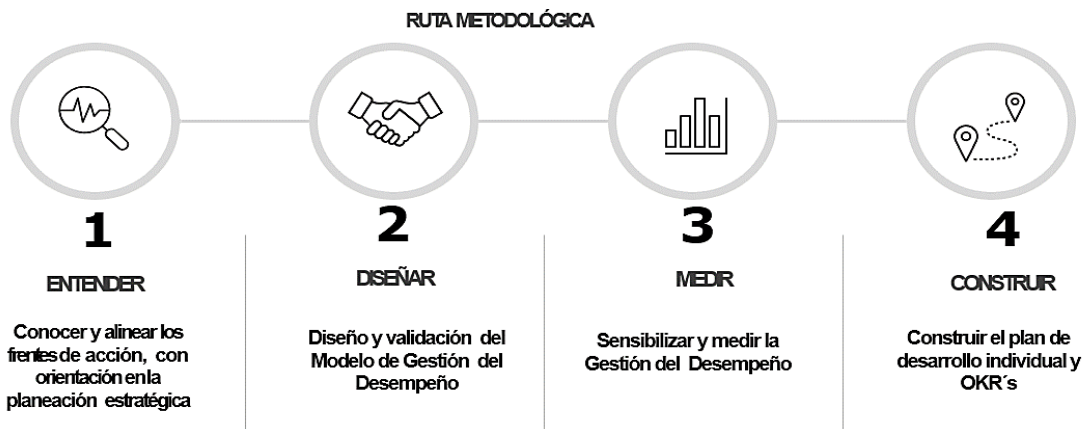 RUTA METODOLÓGICA
1
ENTENDER
Conocer y alinear los
frentes de acción, con
orientación en la
planeación estratégica
2
DISEÑAR
Diseño y validación del
Modelo de Gestión del
Desempeño
3
MEDIR
Sensibilizar y medir la
Gestión del Desempeño
4
CONSTRUIR
Construir el plan de
desarrollo individual y
OKR´s